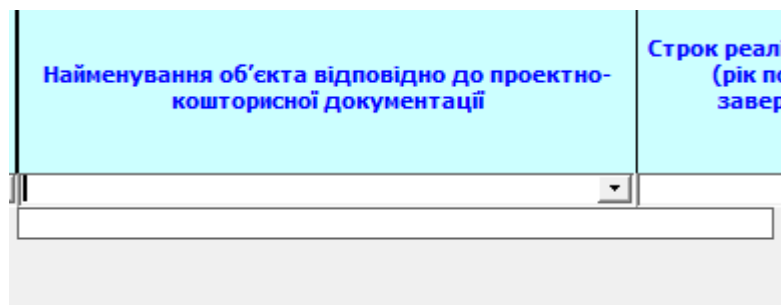 Найменування об’єкта відповідно до проектно-
кошторисної документації
Строк реалі
(рік по
завер